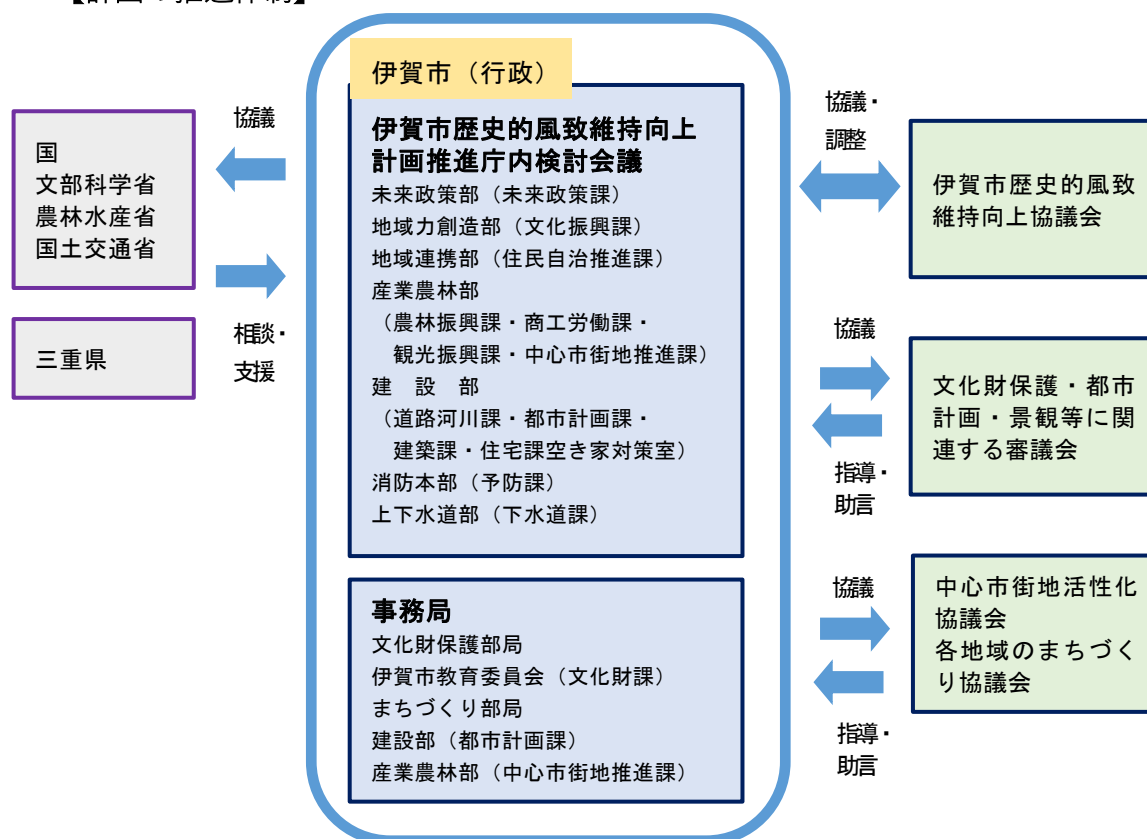 【計画の推進体制】
伊賀市（行政）
伊賀市歴史的風致維持向上
計画推進庁内検討会議
未来政策部（未来政策課）
地域力創造部（文化振興課）
地域連携部（住民自治推進課）
産業農林部
（農林振興課・商工労働課・
観光振興課・中心市街地推進課）
建　設　部
（道路河川課・都市計画課・
建築課・住宅課空き家対策室）
消防本部（予防課）
上下水道部（下水道課）
事務局
文化財保護部局
伊賀市教育委員会（文化財課）
まちづくり部局
建設部（都市計画課）
産業農林部（中心市街地推進課）
国
文部科学省
農林水産省
国土交通省
三重県
協議
相談・
支援
協議・
調整
伊賀市歴史的風致
維持向上協議会
協議
指導・
助言
文化財保護・都市
計画・景観等に関
連する審議会
協議
指導・
助言
中心市街地活性化
協議会
各地域のまちづく
り協議会